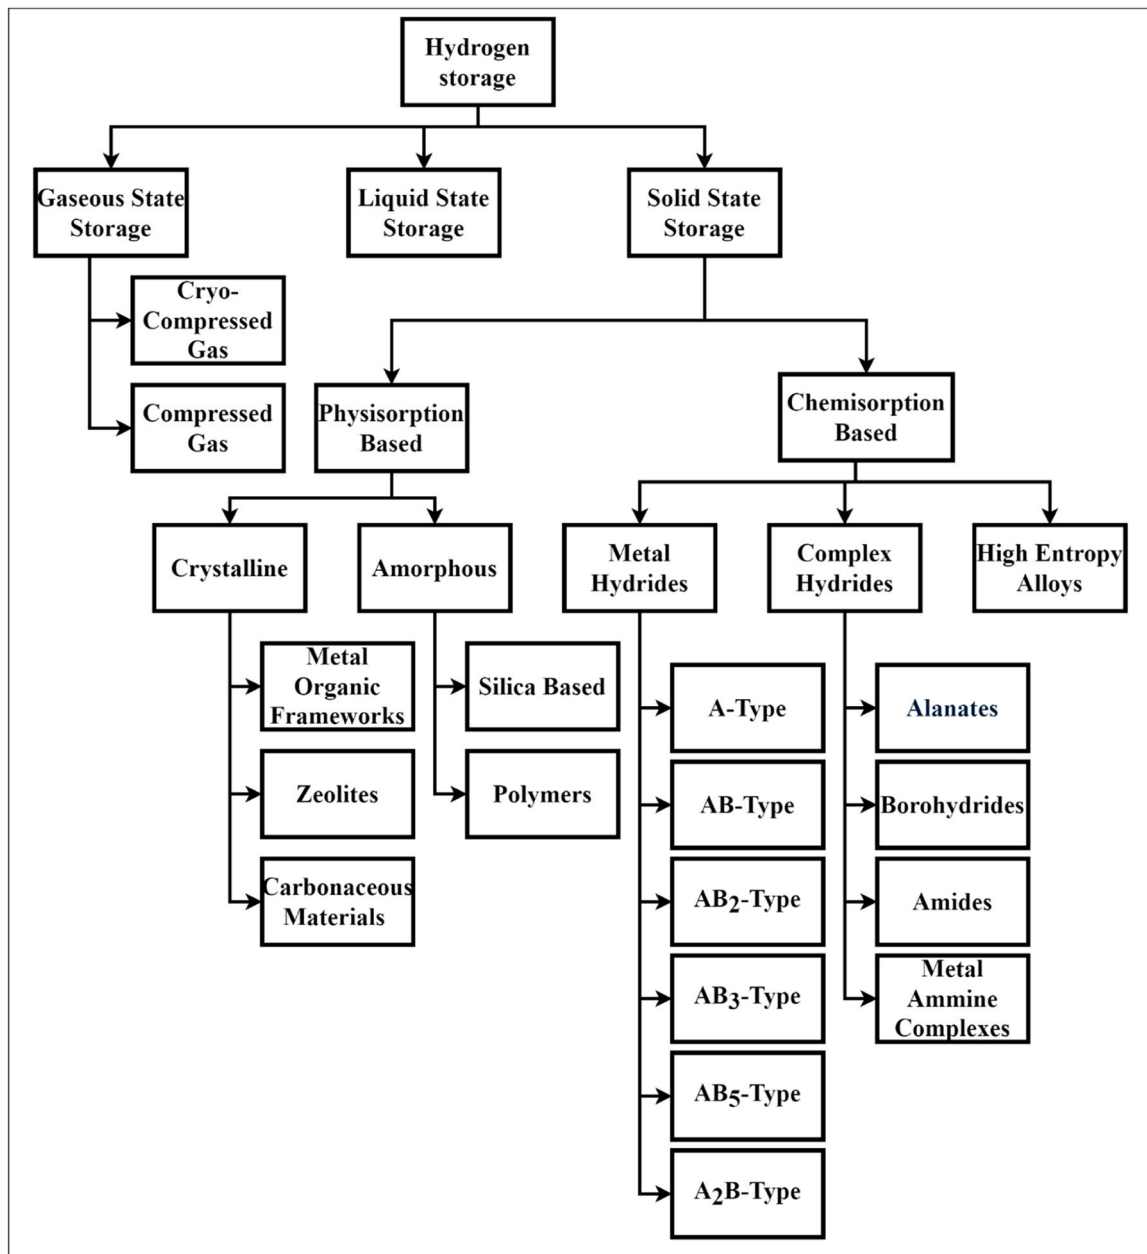 Hydrogen
storage
Gaseous State
Storage
Liquid State
Storage
Solid State
Storage
Cryo-
Compressed
Gas
Compressed
Gas
Physisorption
Based
Chemisorption
Based
Crystalline
Amorphous
Metal
Hydrides
Complex
Hydrides
High Entropy
Alloys
Metal
Organic
Frameworks
Zeolites
Carbonaceous
Materials
Silica Based
Polymers
A-Type
AB-Type
AB2-Type
AB3-Type
AB5-Type
A2B-Type
Alanates
Borohydrides
Amides
Metal
Ammine
Complexes